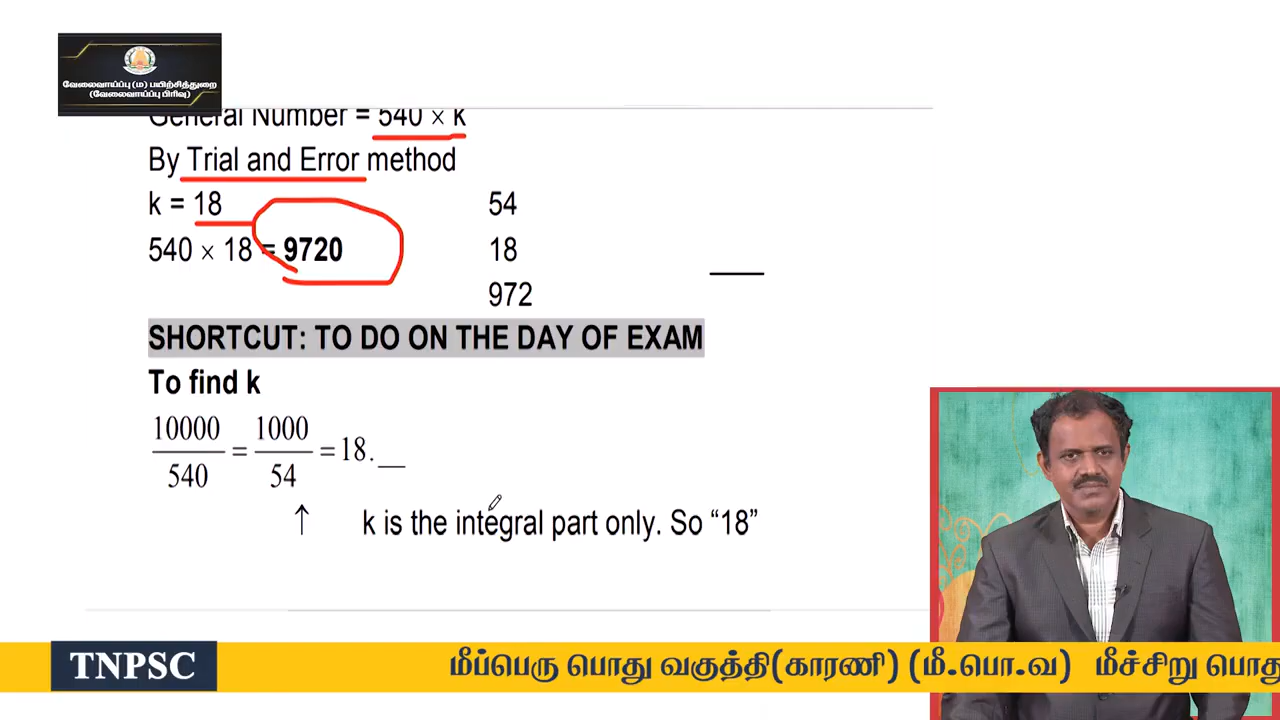 வேலைவாய்ப்பு (ம) பயிற்சித்துறை
(வேலைவாய்ப்பு பிரிவு)
General Number = 540 × k
By Trial and Error method
k = 18 54
540 × 18 = 9720 18
972
SHORTCUT: TO DO ON THE DAY OF EXAM
To find k
10000/540 = 1000/54 = 18.__
↑ k is the integral part only. So “18”
TNPSC மீப்பெரு பொது வகுத்தி(காரணி) (மீ.பொ.வ) மீச்சிறு பொது